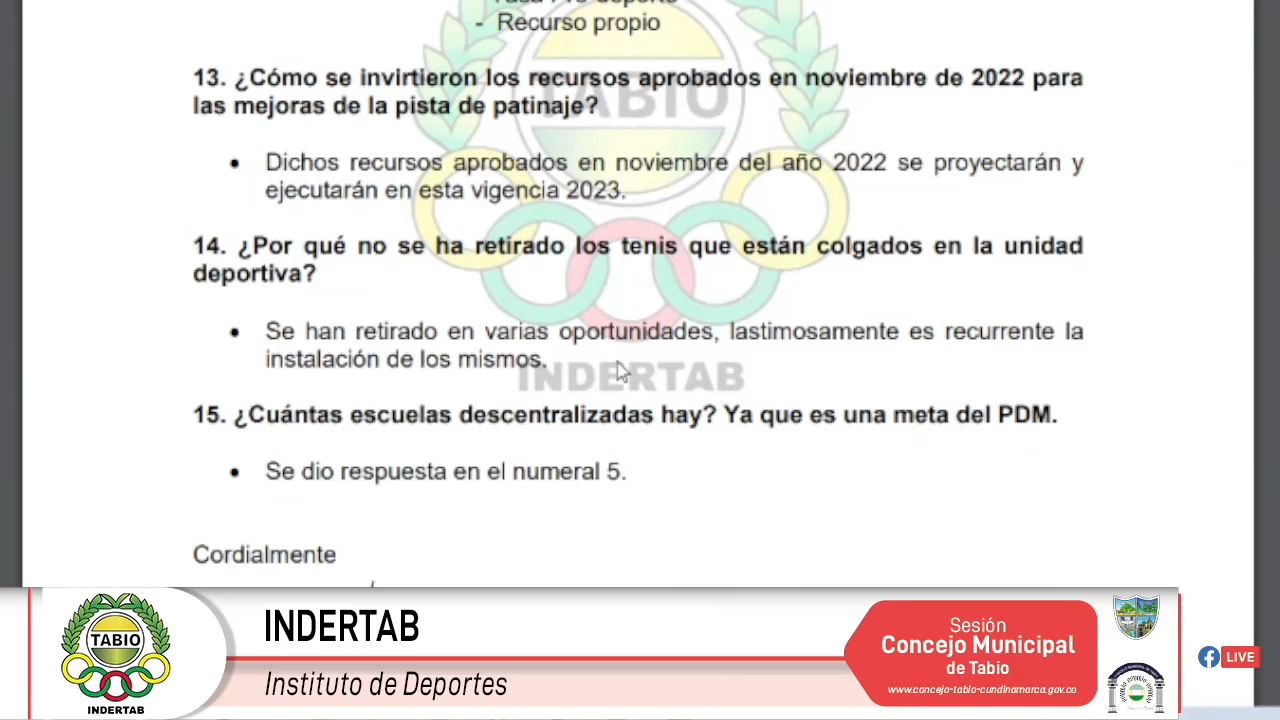 - Recurso propio
13. ¿Cómo se invirtieron los recursos aprobados en noviembre de 2022 para
las mejoras de la pista de patinaje?
• Dichos recursos aprobados en noviembre del año 2022 se proyectarán y
ejecutarán en esta vigencia 2023.
14. ¿Por qué no se ha retirado los tenis que están colgados en la unidad
deportiva?
• Se han retirado en varias oportunidades, lastimosamente es recurrente la
instalación de los mismos.
15. ¿Cuántas escuelas descentralizadas hay? Ya que es una meta del PDM.
• Se dio respuesta en el numeral 5.
Cordialmente
TABIO
INDERTAB
TABIO
INDERTAB
INDERTAB
Instituto de Deportes
Sesión
Concejo Municipal
de Tabio
www.concejo-tabio-cundinamarca.gov.co
LIVE